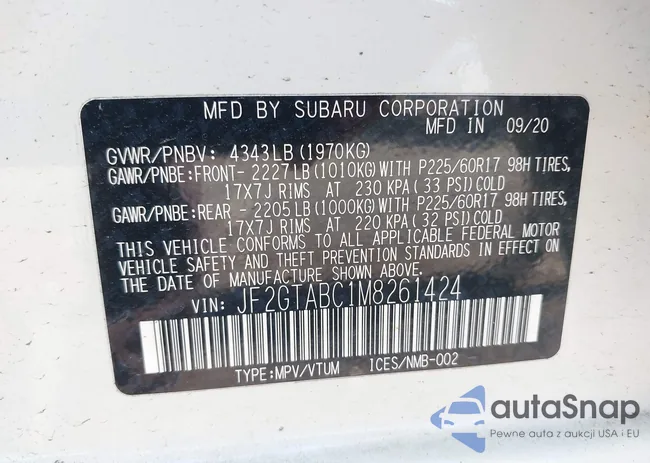 MFD BY SUBARU CORPORATION
MFD IN 09/20
GVWR/PNBV: 4343LB (1970KG)
GAWR/PNBE:FRONT- 2227LB (1010KG) WITH P225/60R17 98H TIRES,
17X7J RIMS AT 230 KPA (33 PSI) COLD
GAWR/PNBE:REAR - 2205LB (1000KG) WITH P225/60R17 98H TIRES,
17X7J RIMS AT 220 KPA (32 PSI) COLD
THIS VEHICLE CONFORMS TO ALL APPLICABLE FEDERAL MOTOR
VEHICLE SAFETY AND THEFT PREVENTION STANDARDS IN EFFECT ON
THE DATE OF MANUFACTURE SHOWN ABOVE.
VIN: JF2GTABC1M8261424
TYPE:MPV/VTUM ICES/NMB-002
autaSnap
Pewne auta z aukcji USA i EU